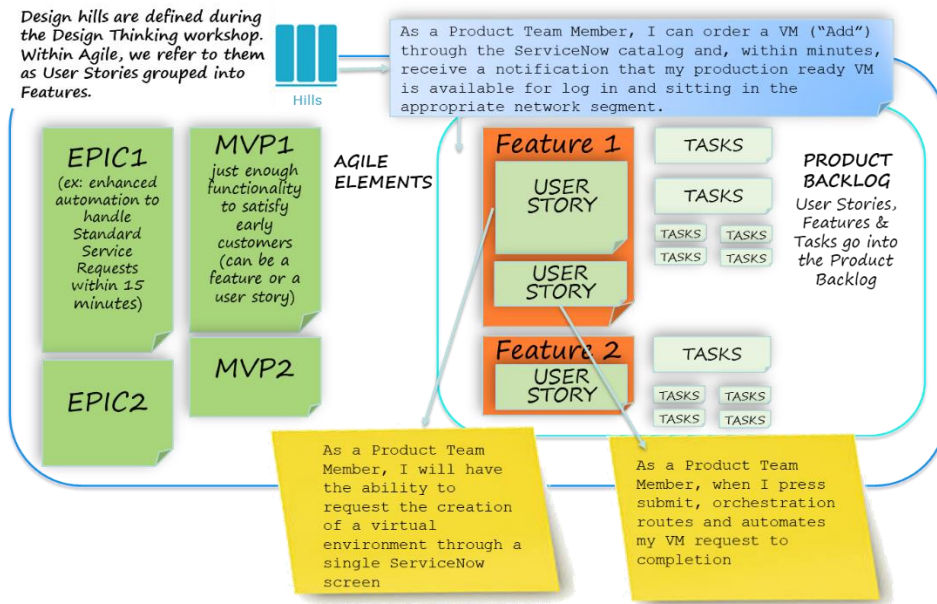 Design hills are defined during
the Design Thinking workshop.
Within Agile, we refer to them
as User Stories grouped into
Features.
Hills
As a Product Team Member, I can order a VM (“Add”)
through the ServiceNow catalog and, within minutes,
receive a notification that my production ready VM
is available for log in and sitting in the
appropriate network segment.
EPIC1
(ex: enhanced
automation to
handle
Standard
Service
Requests
within 15
minutes)
MVP1
just enough
functionality
to satisfy
early
customers
(can be a
feature or a
user story)
AGILE
ELEMENTS
EPIC2
MVP2
Feature 1
USER
STORY
USER
STORY
TASKS
TASKS
TASKS
TASKS
TASKS
TASKS
PRODUCT
BACKLOG
User Stories,
Features &
Tasks go into
the Product
Backlog
Feature 2
USER
STORY
TASKS
TASKS
TASKS
TASKS
TASKS
As a Product Team
Member, I will have
the ability to
request the creation
of a virtual
environment through a
single ServiceNow
screen
As a Product Team
Member, when I press
submit, orchestration
routes and automates
my VM request to
completion